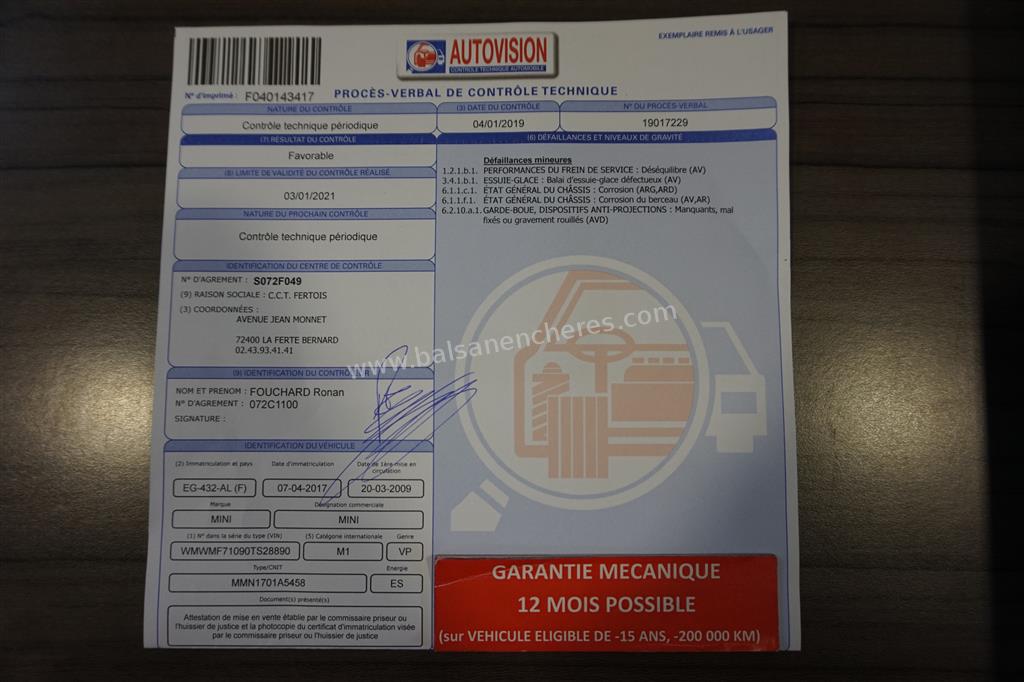 EXEMPLAIRE REMIS À L'USAGER
AUTOVISION
CONTROLE TECHNIQUE AUTOMOBILE
N° d'imprimé : F040143417
PROCÈS-VERBAL DE CONTRÔLE TECHNIQUE
NATURE DU CONTRÔLE
Contrôle technique périodique
(3) DATE DU CONTRÔLE
04/01/2019
N° DU PROCÈS-VERBAL
19017229
(7) RÉSULTAT DU CONTRÔLE
Favorable
(8) LIMITE DE VALIDITÉ DU CONTRÔLE RÉALISÉ
03/01/2021
NATURE DU PROCHAIN CONTRÔLE
Contrôle technique périodique
(6) DÉFAILLANCES ET NIVEAUX DE GRAVITÉ
Défaillances mineures
1.2.1.b.1. PERFORMANCES DU FREIN DE SERVICE : Déséquilibre (AV)
3.4.1.b.1. ESSUIE-GLACE : Balai d'essuie-glace défectueux (AV)
6.1.1.c.1. ÉTAT GÉNÉRAL DU CHÂSSIS : Corrosion (ARG,ARD)
6.1.1.f.1. ÉTAT GÉNÉRAL DU CHÂSSIS : Corrosion du berceau (AV,AR)
6.2.10.a.1. GARDE-BOUE, DISPOSITIFS ANTI-PROJECTIONS : Manquants, mal
fixés ou gravement rouillés (AVD)
IDENTIFICATION DU CENTRE DE CONTRÔLE
N° D'AGREMENT : S072F049
(9) RAISON SOCIALE : C.C.T. FERTOIS
(3) COORDONNÉES :
AVENUE JEAN MONNET
72400 LA FERTE BERNARD
02.43.93.41.41
www.balsanencheres.com
(9) IDENTIFICATION DU CONTRÔLEUR
NOM ET PRENOM : FOUCHARD Ronan
N° D'AGREMENT : 072C1100
SIGNATURE :
IDENTIFICATION DU VÉHICULE
(2) Immatriculation et pays
Date d'immatriculation
Date de 1ère mise en
circulation
EG-432-AL (F)
07-04-2017
20-03-2009
Marque
Désignation commerciale
MINI
MINI
(1) N° dans la série du type (VIN)
(5) Catégorie internationale
Genre
WMWMF71090TS28890
M1
VP
Type/CNIT
Energie
MMN1701A5458
ES
Document(s) présenté(s)
Attestation de mise en vente établie par le commissaire priseur ou
l'huissier de justice et la photocopie du certificat d'immatriculation visée
par le commissaire priseur ou l'huissier de justice
GARANTIE MECANIQUE
12 MOIS POSSIBLE
(sur VEHICULE ELIGIBLE DE -15 ANS, -200 000 KM)